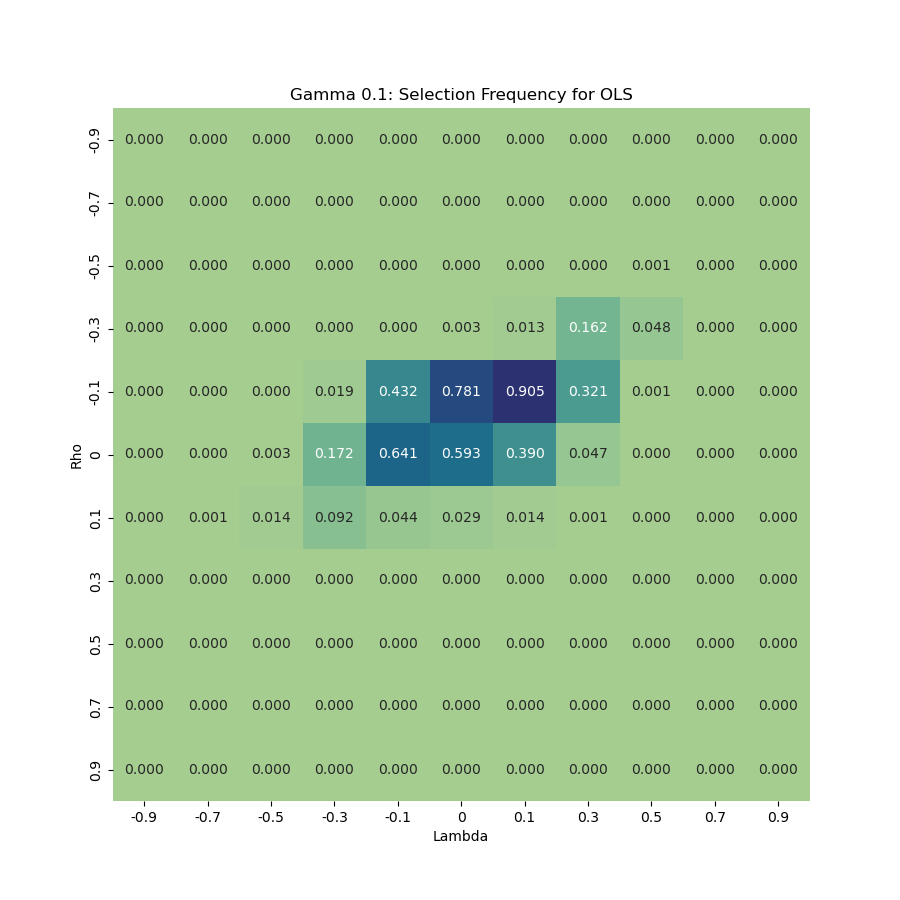 Gamma 0.1: Selection Frequency for OLS
-0.9 0.000 0.000 0.000 0.000 0.000 0.000 0.000 0.000 0.000 0.000 0.000
-0.7 0.000 0.000 0.000 0.000 0.000 0.000 0.000 0.000 0.000 0.000 0.000
-0.5 0.000 0.000 0.000 0.000 0.000 0.000 0.000 0.000 0.001 0.000 0.000
-0.3 0.000 0.000 0.000 0.000 0.000 0.003 0.013 0.162 0.048 0.000 0.000
-0.1 0.000 0.000 0.000 0.019 0.432 0.781 0.905 0.321 0.001 0.000 0.000
Rho
0 0.000 0.000 0.003 0.172 0.641 0.593 0.390 0.047 0.000 0.000 0.000
0.1 0.000 0.001 0.014 0.092 0.044 0.029 0.014 0.001 0.000 0.000 0.000
0.3 0.000 0.000 0.000 0.000 0.000 0.000 0.000 0.000 0.000 0.000 0.000
0.5 0.000 0.000 0.000 0.000 0.000 0.000 0.000 0.000 0.000 0.000 0.000
0.7 0.000 0.000 0.000 0.000 0.000 0.000 0.000 0.000 0.000 0.000 0.000
0.9 0.000 0.000 0.000 0.000 0.000 0.000 0.000 0.000 0.000 0.000 0.000
-0.9 -0.7 -0.5 -0.3 -0.1 0 0.1 0.3 0.5 0.7 0.9
Lambda